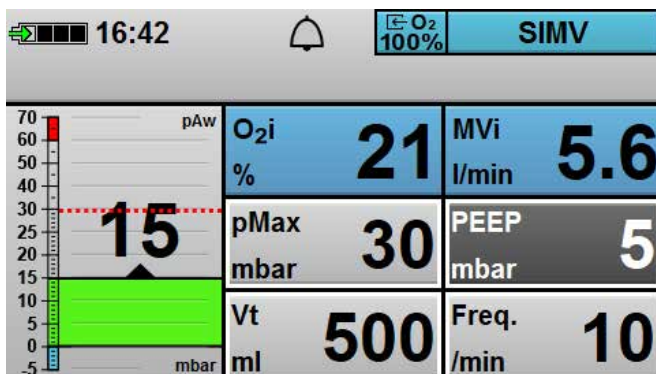 16:42
O₂
100%
SIMV
70
60
50
40
30
25
20
15
10
5
0
-5
pAw
15
mbar
O₂i
%
21
MVi
l/min
5.6
pMax
mbar
30
PEEP
mbar
5
Vt
ml
500
Freq.
/min
10